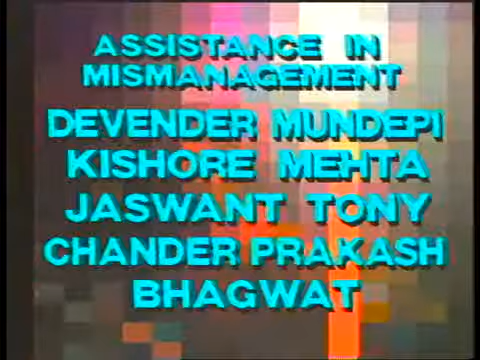 ASSISTANCE IN
MISMANAGEMENT
DEVENDER MUNDEPI
KISHORE MEHTA
JASWANT TONY
CHANDER PRAKASH
BHAGWAT